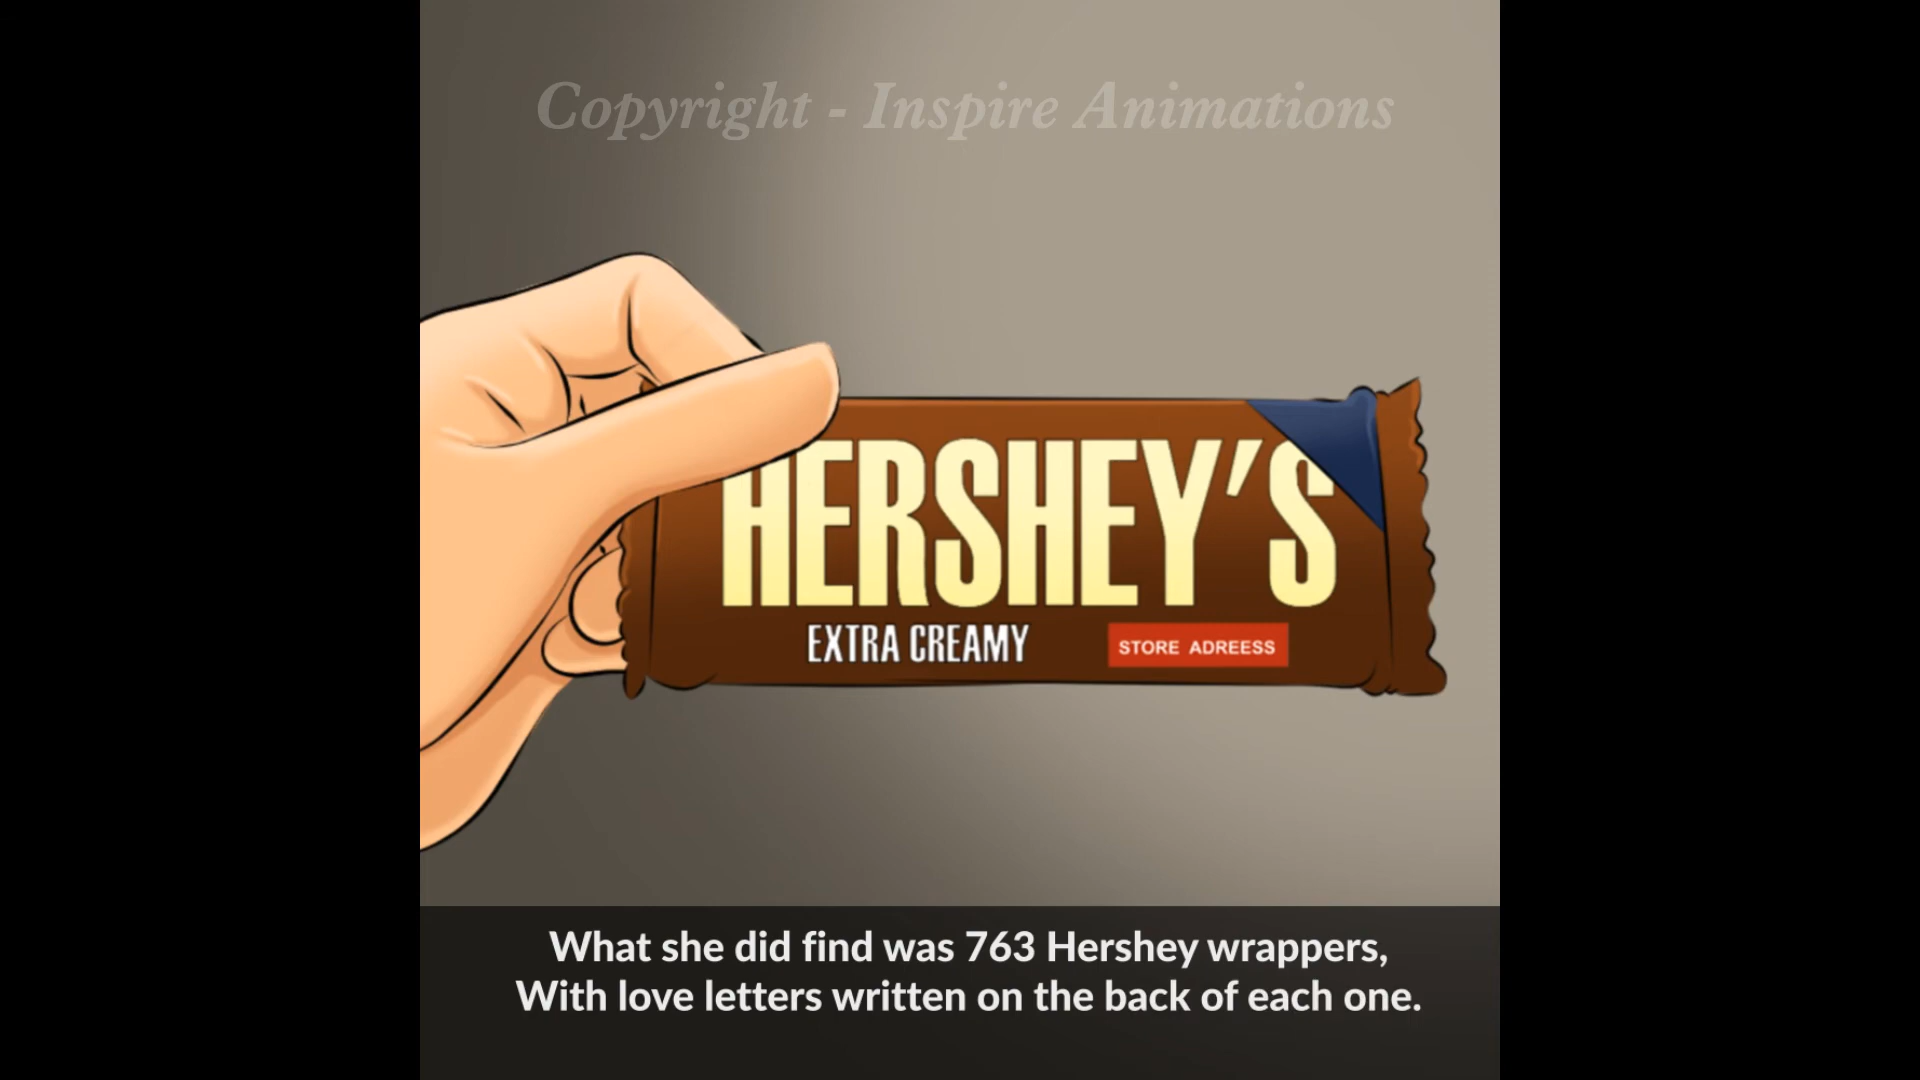 Copyright - Inspire Animations
HERSHEY'S
EXTRA CREAMY
STORE ADREESS
What she did find was 763 Hershey wrappers,
With love letters written on the back of each one.